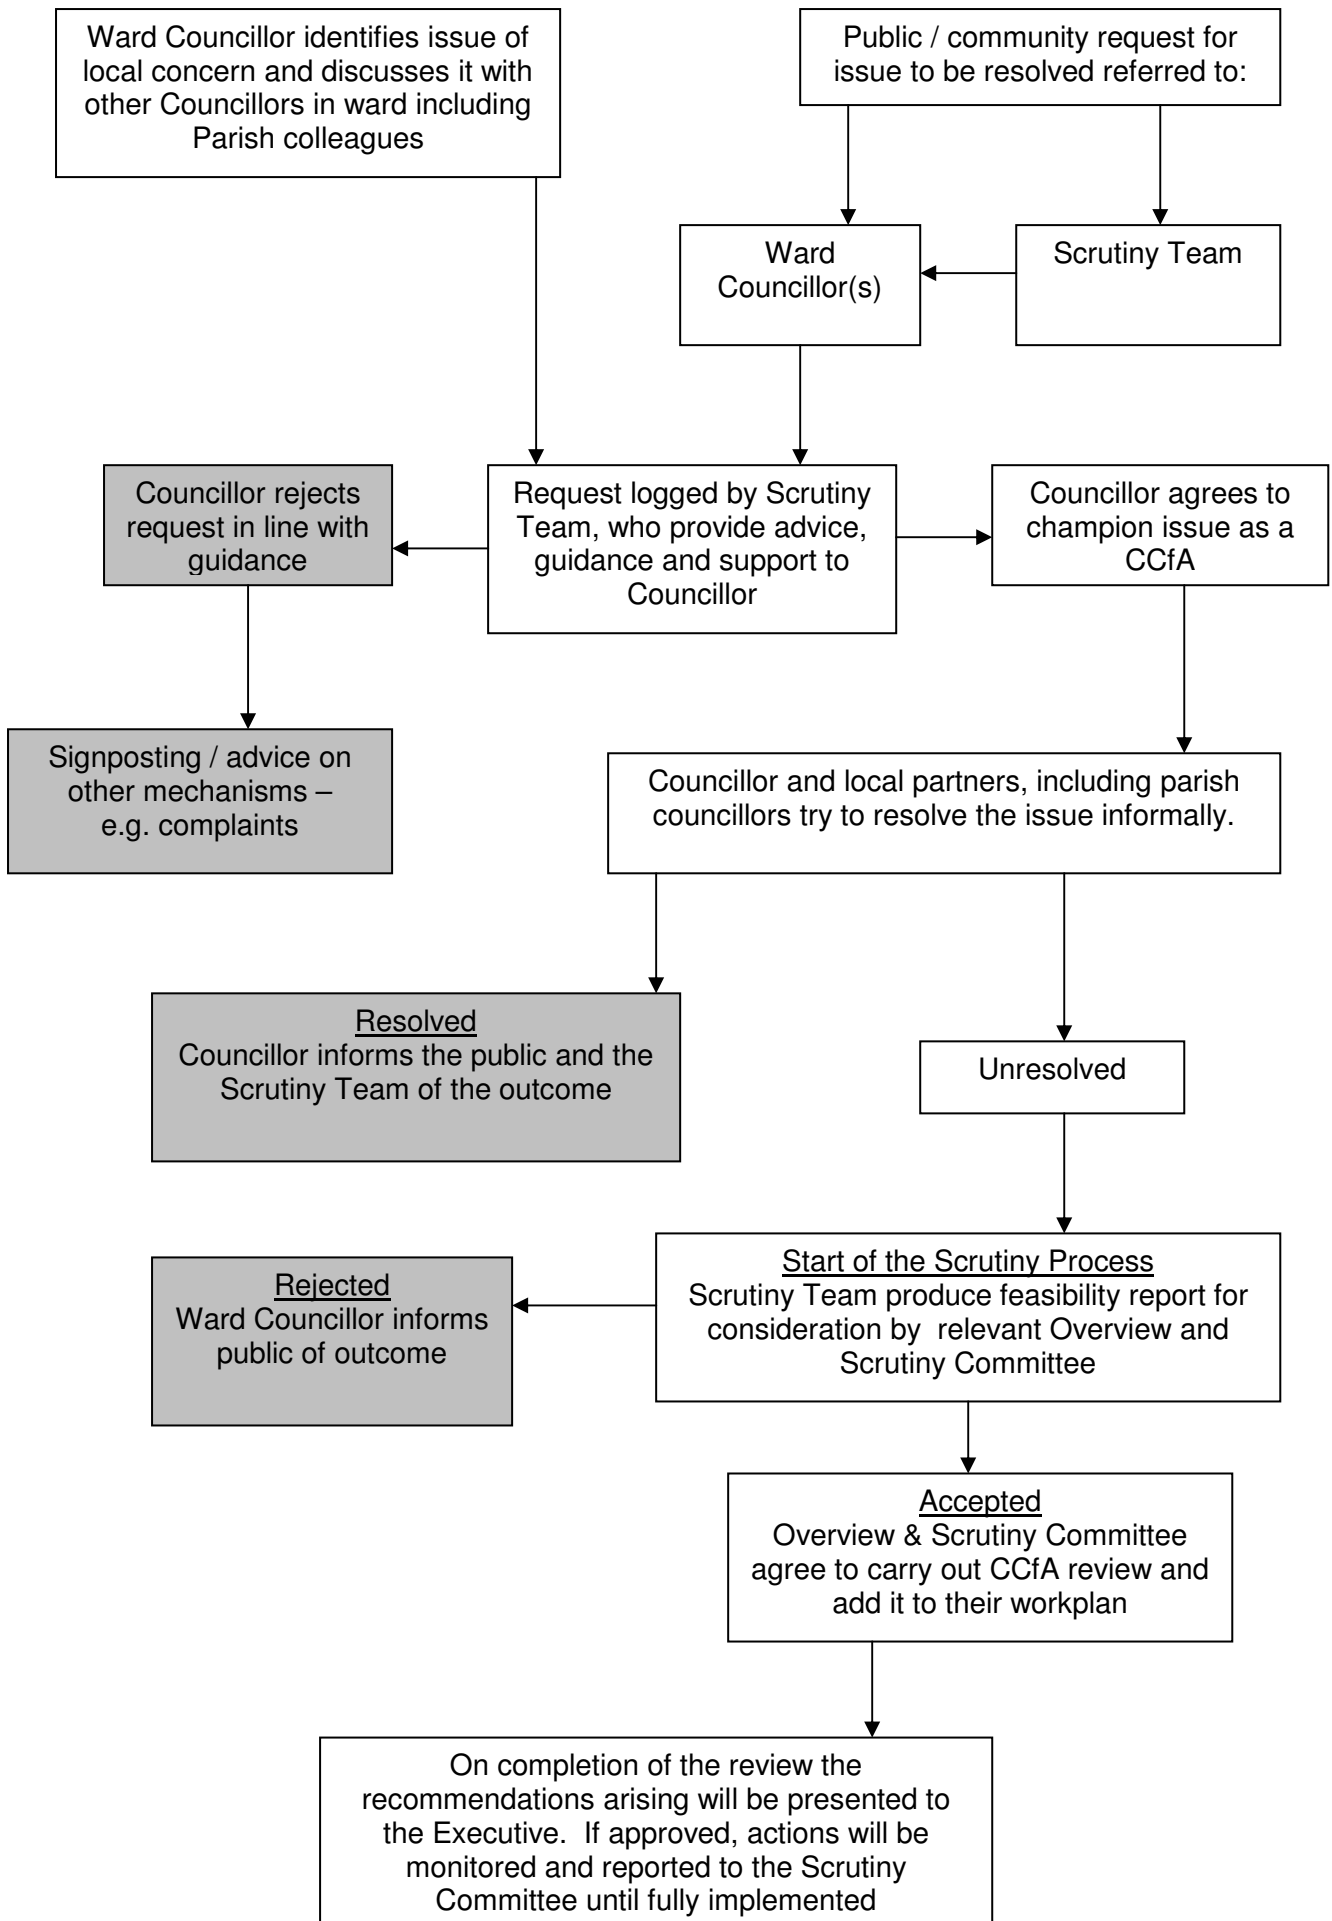 Ward Councillor identifies issue of
local concern and discusses it with
other Councillors in ward including
Parish colleagues
Public / community request for
issue to be resolved referred to:
Ward
Councillor(s)
Scrutiny Team
Councillor rejects
request in line with
guidance
Request logged by Scrutiny
Team, who provide advice,
guidance and support to
Councillor
Councillor agrees to
champion issue as a
CCfA
Signposting / advice on
other mechanisms –
e.g. complaints
Councillor and local partners, including parish
councillors try to resolve the issue informally.
Resolved
Councillor informs the public and the
Scrutiny Team of the outcome
Unresolved
Start of the Scrutiny Process
Scrutiny Team produce feasibility report for
consideration by  relevant Overview and
Scrutiny Committee
Rejected
Ward Councillor informs
public of outcome
Accepted
Overview & Scrutiny Committee
agree to carry out CCfA review and
add it to their workplan
On completion of the review the
recommendations arising will be presented to
the Executive.  If approved, actions will be
monitored and reported to the Scrutiny
Committee until fully implemented